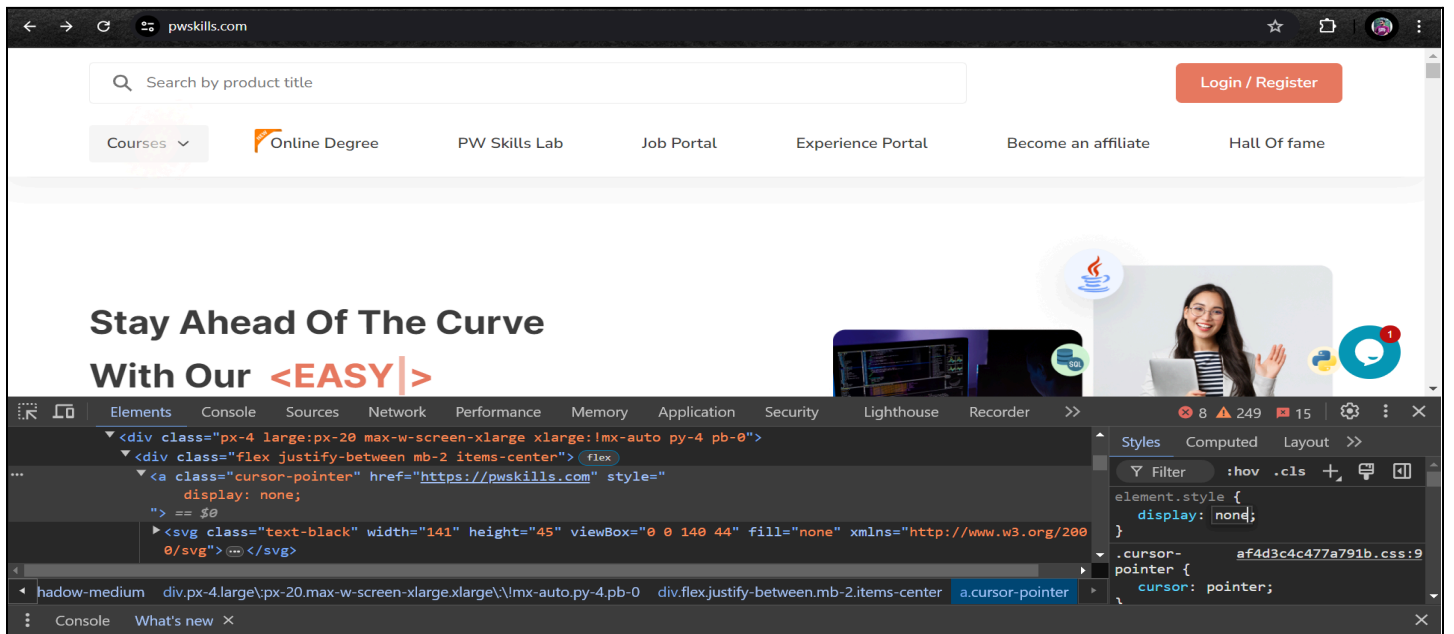 pwskills.com
Search by product title
Login / Register
Courses
Online Degree
PW Skills Lab
Job Portal
Experience Portal
Become an affiliate
Hall Of fame
Stay Ahead Of The Curve
With Our <EASY|>
SQL
1
Elements Console Sources Network Performance Memory Application Security Lighthouse Recorder >> 8 249 15
<div class="px-4 large:px-20 max-w-screen-xlarge xlarge:!mx-auto py-4 pb-0">
<div class="flex justify-between mb-2 items-center"> flex
... <a class="cursor-pointer" href="https://pwskills.com" style="
display: none;
"> == $0
<svg class="text-black" width="141" height="45" viewBox="0 0 140 44" fill="none" xmlns="http://www.w3.org/200
0/svg"> ... </svg>
hadow-medium div.px-4.large\:px-20.max-w-screen-xlarge.xlarge\:\!mx-auto.py-4.pb-0 div.flex.justify-between.mb-2.items-center a.cursor-pointer
Styles Computed Layout >>
Filter :hov .cls
element.style {
display: none;
}
.cursor- af4d3c4c477a791b.css:9
pointer {
cursor: pointer;
}
Console What's new